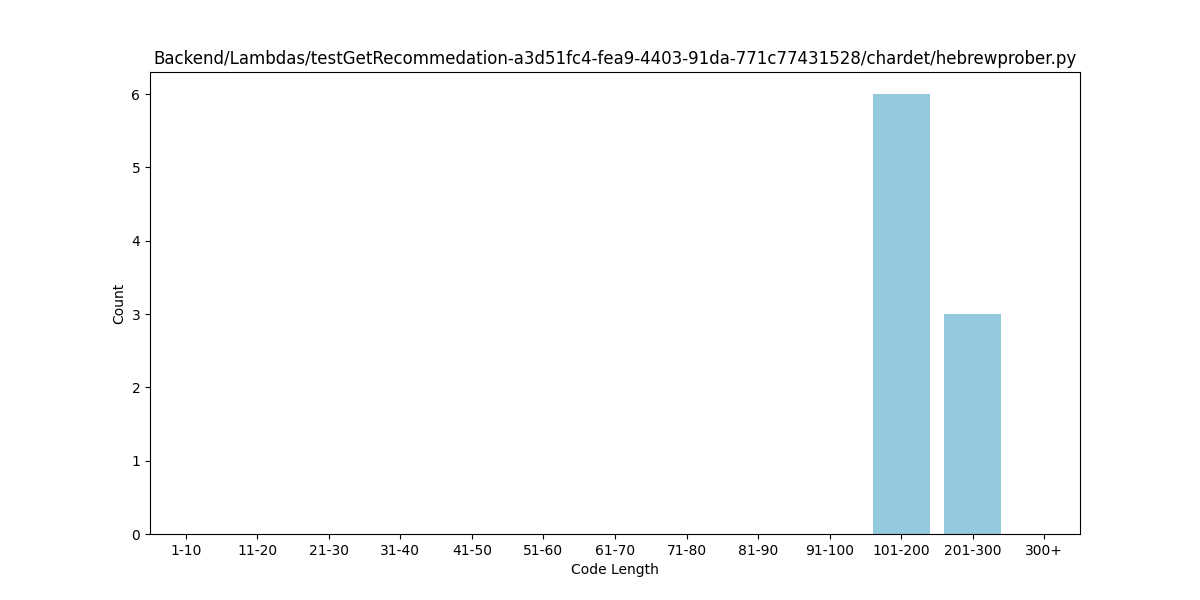 Backend/Lambdas/testGetRecommedation-a3d51fc4-fea9-4403-91da-771c77431528/chardet/hebrewprober.py
6
5
4
3
2
1
0
Count
1-10 11-20 21-30 31-40 41-50 51-60 61-70 71-80 81-90 91-100 101-200 201-300 300+
Code Length